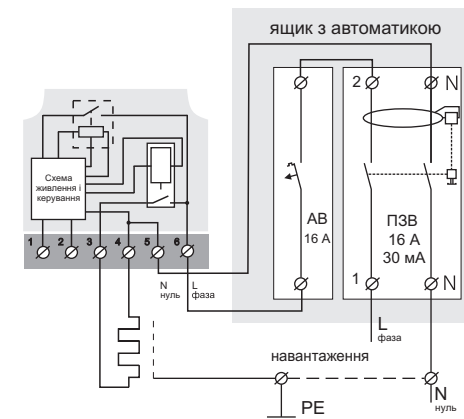 ящик з автоматикою
2
N
Схема
живлення і
керування
АВ
16 А
ПЗВ
16 А
30 мА
1 2 3 4 5 6
N
нуль
L
фаза
1
N
L
фаза
навантаження
N
нуль
PE